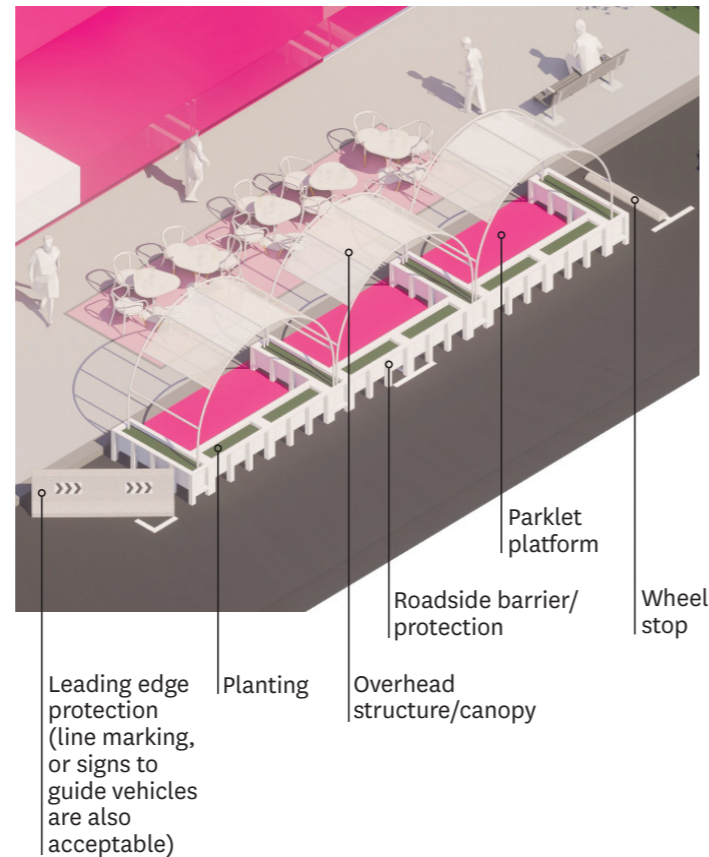 Parklet
platform
Roadside barrier/
protection
Wheel
stop
Leading edge
protection
(line marking,
or signs to
guide vehicles
are also
acceptable)
Planting
Overhead
structure/canopy